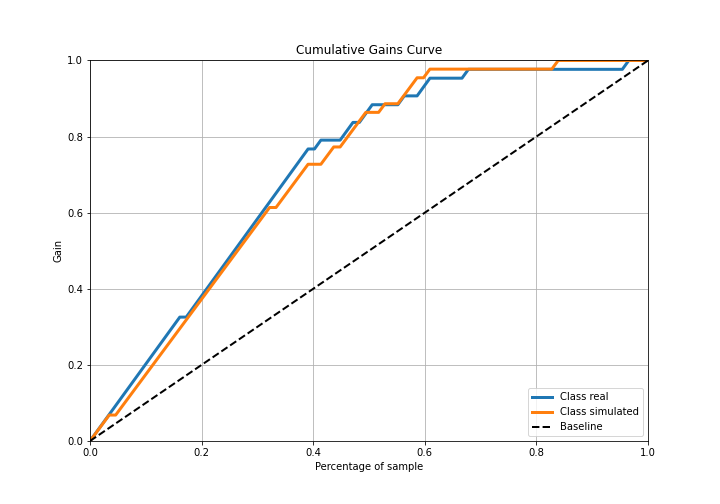 Cumulative Gains Curve
1.0
0.8
0.6
0.4
0.2
0.0
Gain
0.0 0.2 0.4 0.6 0.8 1.0
Percentage of sample
Class real
Class simulated
Baseline